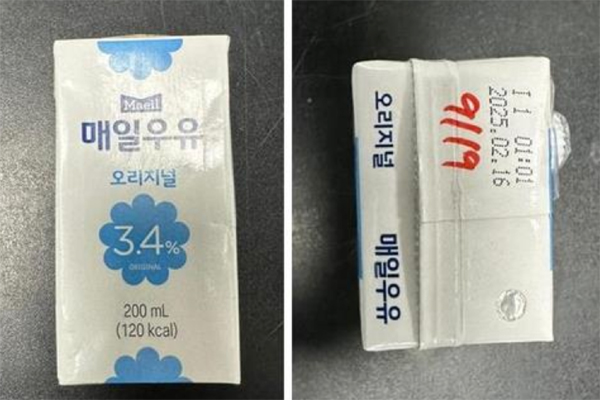 Maeil
매일우유
오리지널
3.4%
ORIGINAL
200 mL
(120 kcal)
오리지널 매일우유
9/19
2025.02.16
I 1 01:01